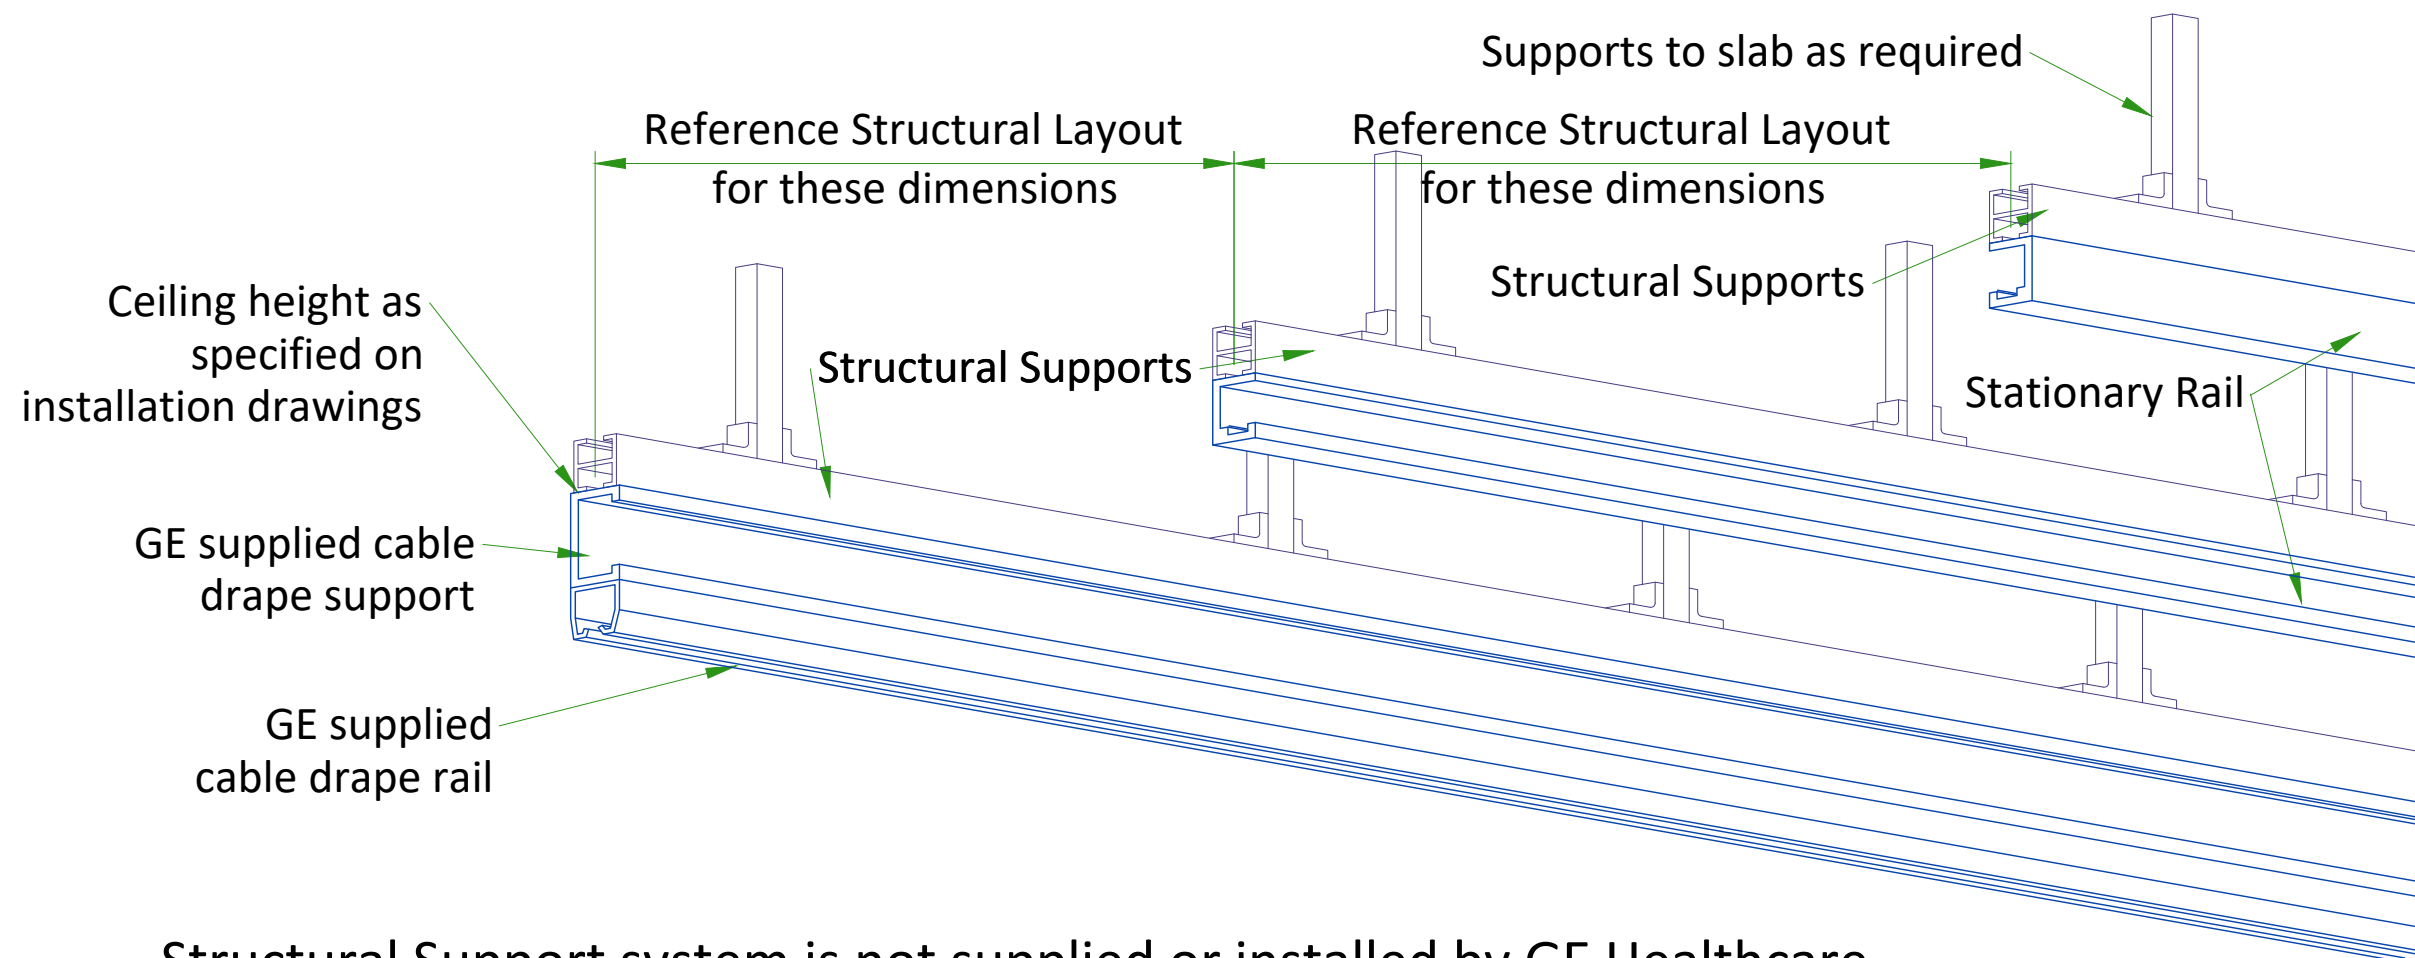 Supports to slab as required
Reference Structural Layout
for these dimensions
Reference Structural Layout
for these dimensions
Ceiling height as
specified on
installation drawings
Structural Supports
Structural Supports
Stationary Rail
GE supplied cable
drape support
GE supplied
cable drape rail
Structural Support system is not supplied or installed by GE Healthcare